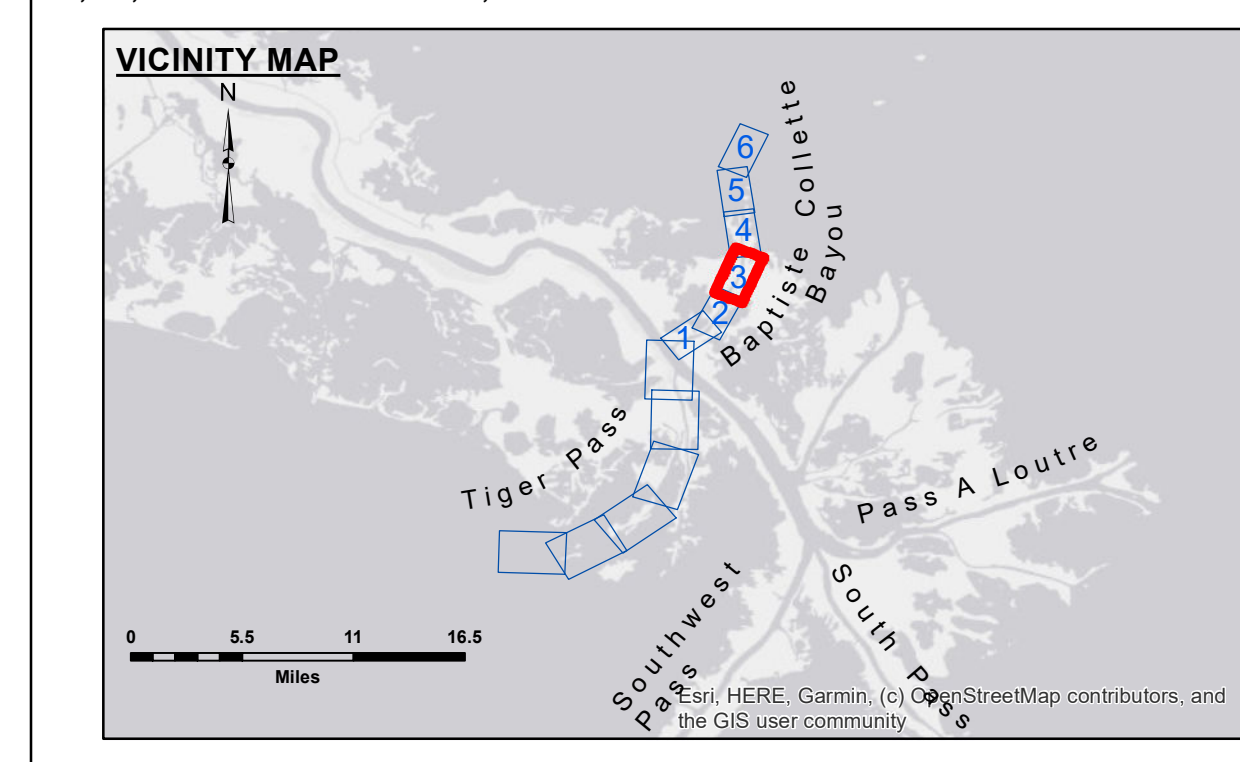 VICINITY MAP
N
6
5
4
3
2
1
Baptiste Collette
Bayou
Tiger Pass
Pass A Loutre
South Pass
Southwest
Pass
0 5.5 11 16.5
Miles
Esri, HERE, Garmin, (c) OpenStreetMap contributors, and
the GIS user community